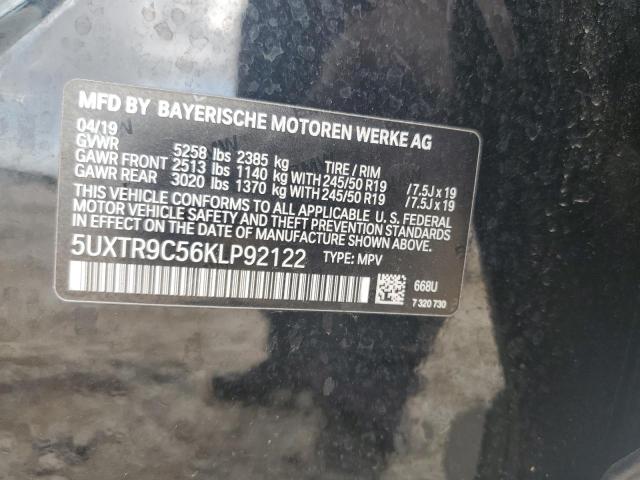 MFD BY BAYERISCHE MOTOREN WERKE AG
04/19
GVWR 5258 lbs 2385 kg TIRE / RIM
GAWR FRONT 2513 lbs 1140 kg WITH 245/50 R19 /7.5J x 19
GAWR REAR 3020 lbs 1370 kg WITH 245/50 R19 /7.5J x 19
THIS VEHICLE CONFORMS TO ALL APPLICABLE U.S. FEDERAL
MOTOR VEHICLE SAFETY AND THEFT PREVENTION STANDARDS
IN EFFECT ON THE DATE OF MANUFACTURE SHOWN ABOVE.
5UXTR9C56KLP92122 TYPE: MPV
668U
7 320 730